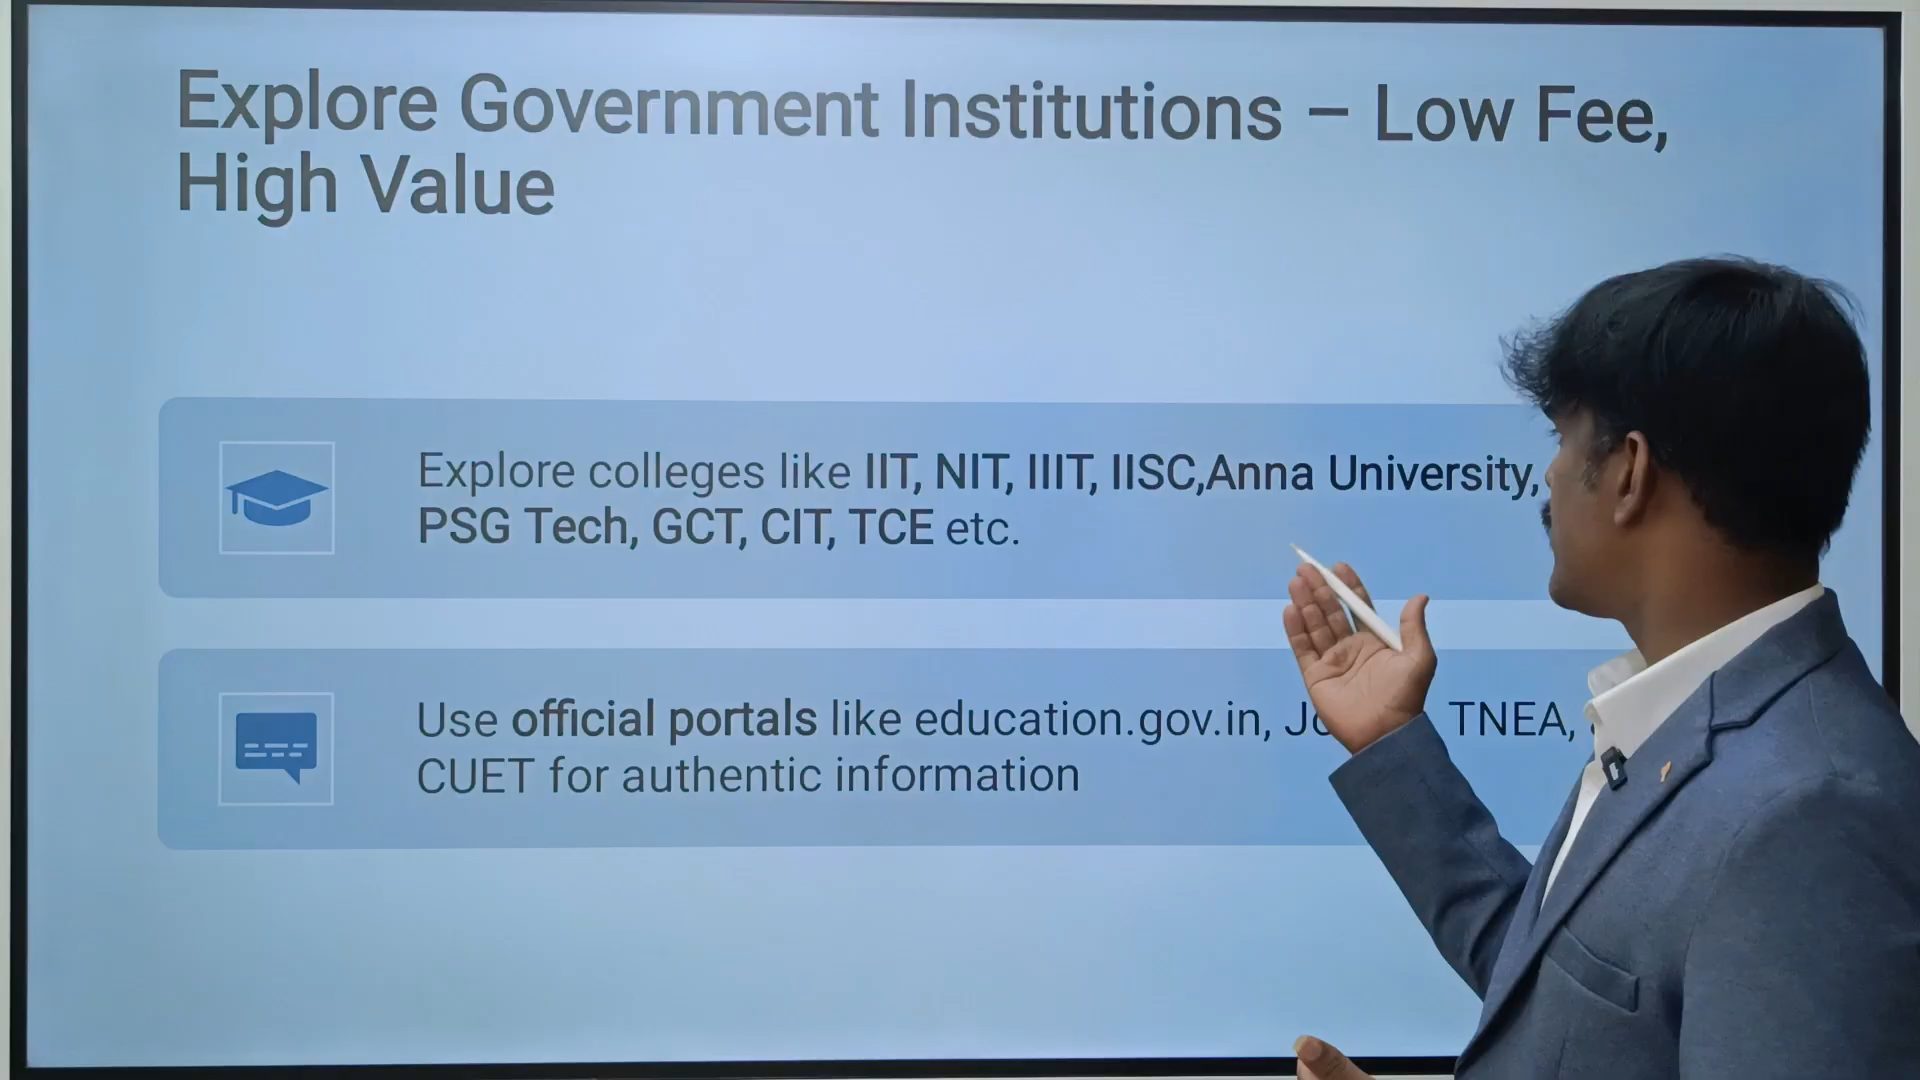 Explore Government Institutions – Low Fee,
High Value
Explore colleges like IIT, NIT, IIIT, IISC,Anna University,
PSG Tech, GCT, CIT, TCE etc.
Use official portals like education.gov.in, TNEA,
CUET for authentic information